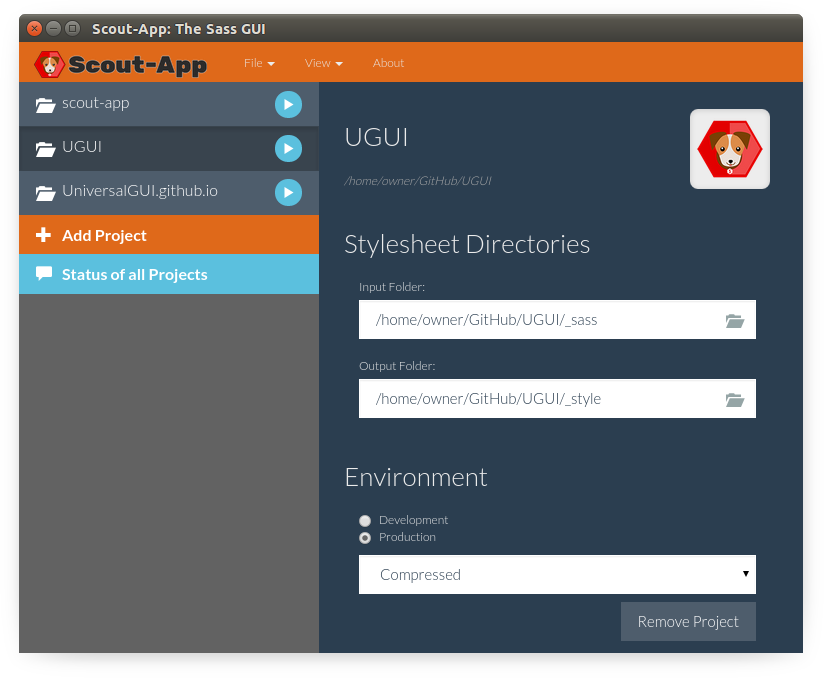 Scout-App: The Sass GUI
Scout-App File View About
scout-app
UGUI
UniversalGUI.github.io
Add Project
Status of all Projects
UGUI
/home/owner/GitHub/UGUI
Stylesheet Directories
Input Folder:
/home/owner/GitHub/UGUI/_sass
Output Folder:
/home/owner/GitHub/UGUI/_style
Environment
Development
Production
Compressed
Remove Project